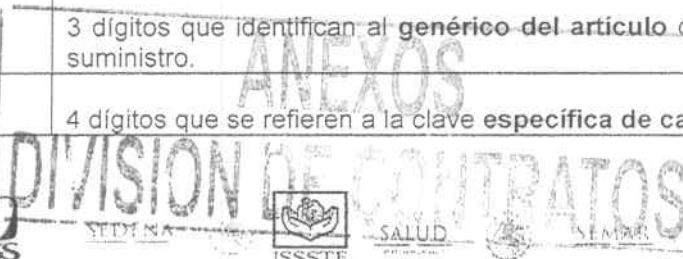 3 dígitos que identifican al genérico del artículo
suministro.
ANEXOS
4 dígitos que se refieren a la clave específica de ca
DIVISION DE CONTRATOS
SEDENA ISSSTE SALUD SEMAR